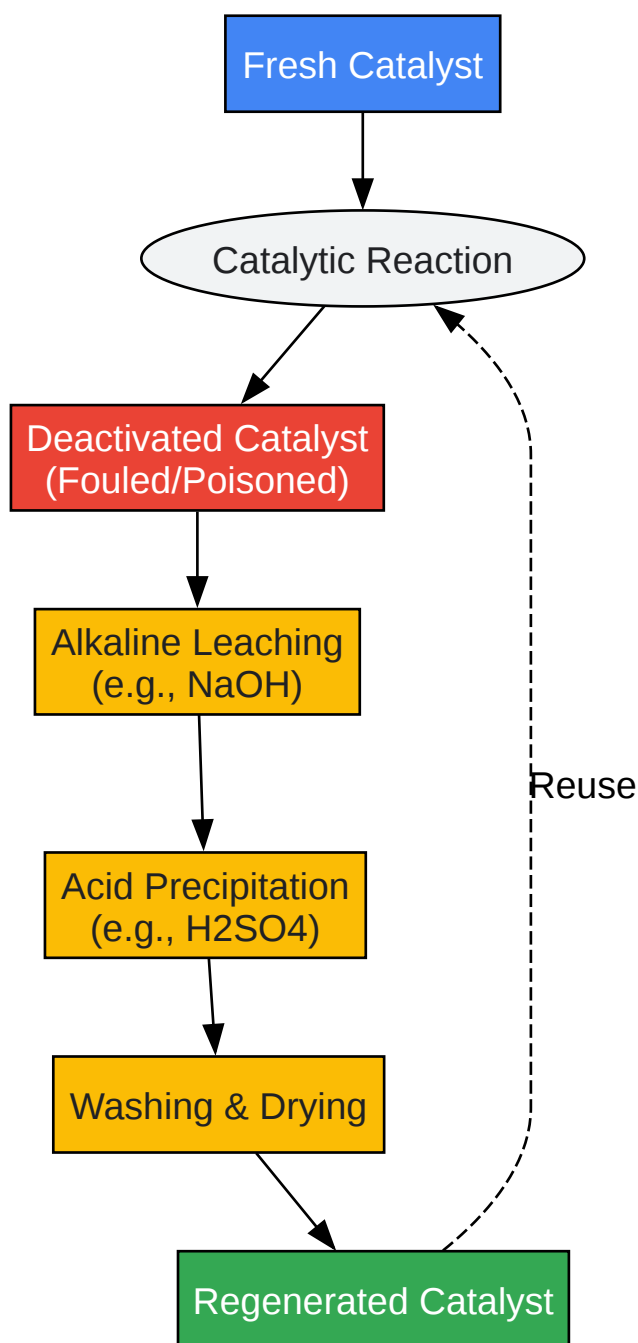 Fresh Catalyst
Catalytic Reaction
Deactivated Catalyst
(Fouled/Poisoned)
Alkaline Leaching
(e.g., NaOH)
Reuse
Acid Precipitation
(e.g., H2SO4)
Washing & Drying
Regenerated Catalyst